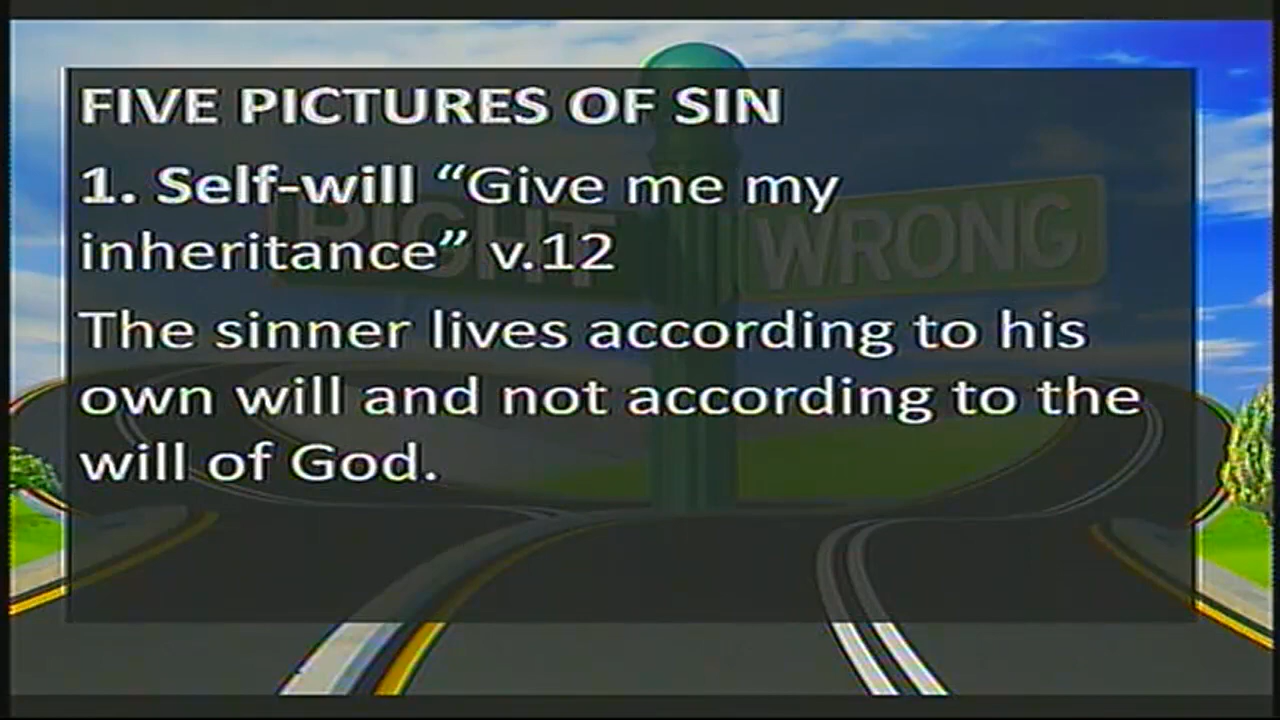 FIVE PICTURES OF SIN
1. Self-will “Give me my
inheritance” v.12
The sinner lives according to his
own will and not according to the
will of God.
RIGHT
WRONG